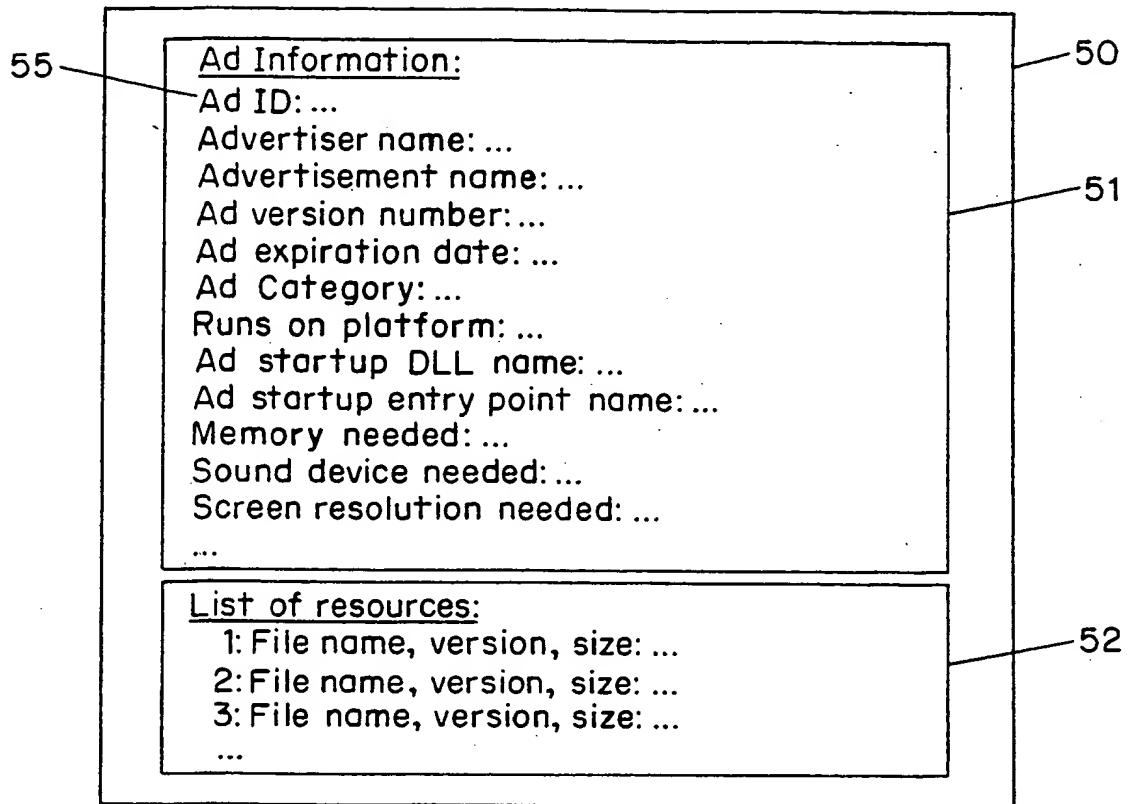 55
50
51
52
Ad Information:
Ad ID: ...
Advertiser name: ...
Advertisement name: ...
Ad version number: ...
Ad expiration date: ...
Ad Category: ...
Runs on platform: ...
Ad startup DLL name: ...
Ad startup entry point name: ...
Memory needed: ...
Sound device needed: ...
Screen resolution needed: ...
...
List of resources:
1: File name, version, size: ...
2: File name, version, size: ...
3: File name, version, size: ...
...